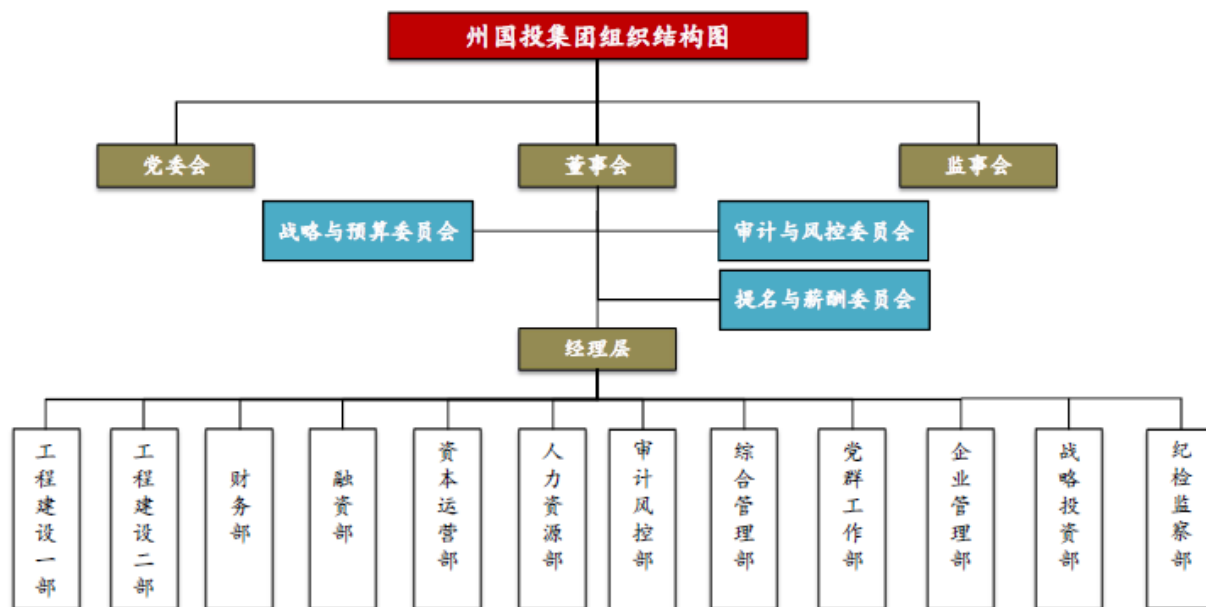 州国投集团组织结构图
党委会
董事会
监事会
战略与预算委员会
审计与风控委员会
提名与薪酬委员会
经理层
工程建设一部
工程建设二部
财务部
融资部
资本运营部
人力资源部
审计风控部
综合管理部
党群工作部
企业管理部
战略投资部
纪检监察部